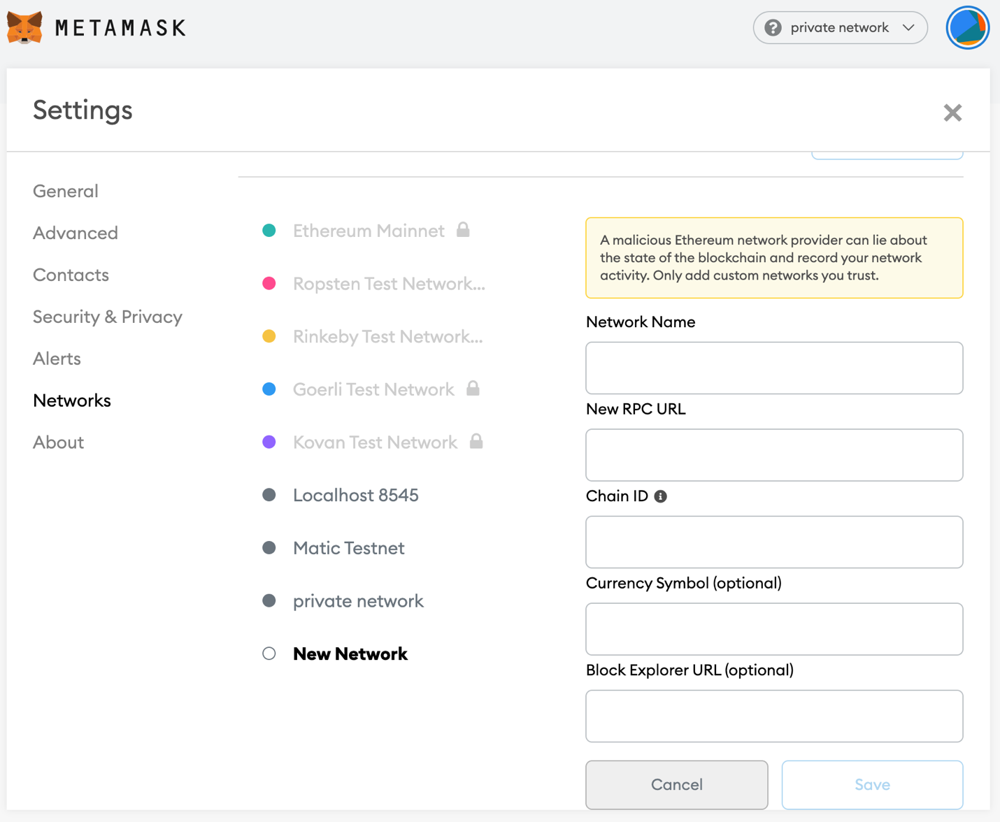 METAMASK
private network
Settings
General
Advanced
Contacts
Security & Privacy
Alerts
Networks
About
Ethereum Mainnet
Ropsten Test Network...
Rinkeby Test Network...
Goerli Test Network
Kovan Test Network
Localhost 8545
Matic Testnet
private network
New Network
A malicious Ethereum network provider can lie about
the state of the blockchain and record your network
activity. Only add custom networks you trust.
Network Name
New RPC URL
Chain ID
Currency Symbol (optional)
Block Explorer URL (optional)
Cancel
Save